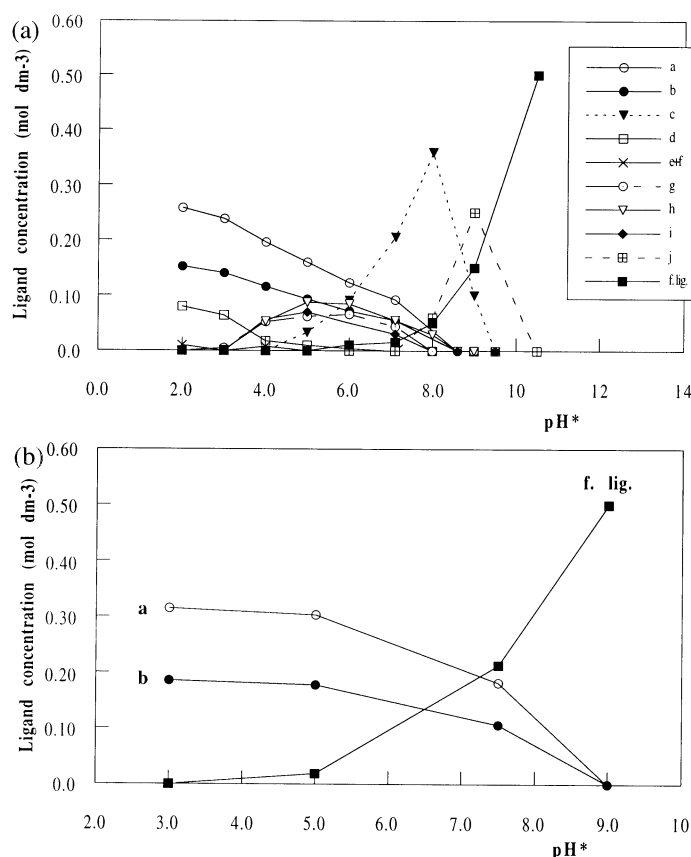 (a)
0.60
0.50
0.40
0.30
0.20
0.10
0.0
Ligand concentration (mol dm-3)
a
b
c
d
e+f
g
h
i
j
f.lig.
0.0 2.0 4.0 6.0 8.0 10 12 14
pH*
(b)
0.60
0.50
0.40
0.30
0.20
0.10
0.0
Ligand concentration (mol dm-3)
f. lig.
a
b
2.0 3.0 4.0 5.0 6.0 7.0 8.0 9.0 10
pH*